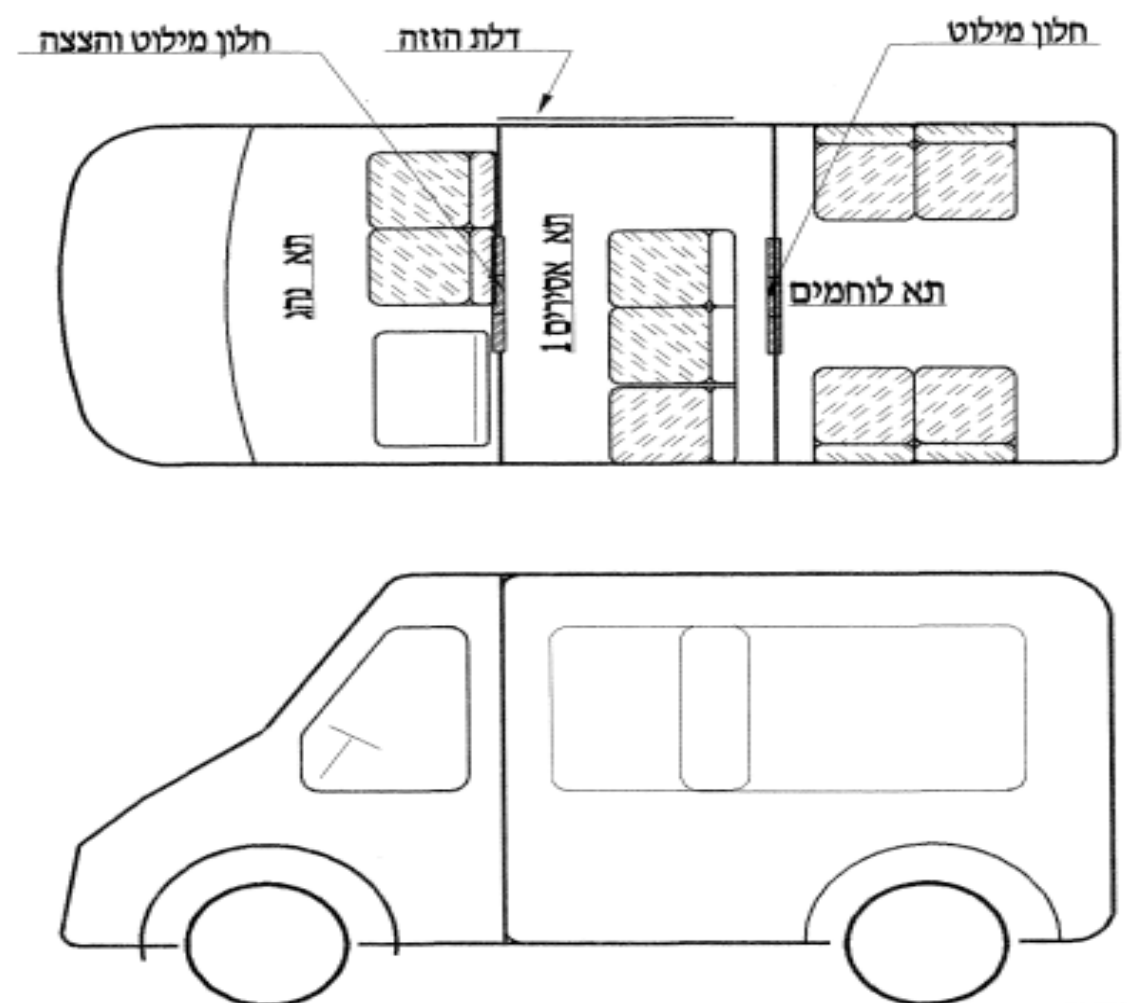 חלון מילוט
דלת הזזה
חלון מילוט והצצה
תא נהג
תא אסירים 1
תא לוחמים